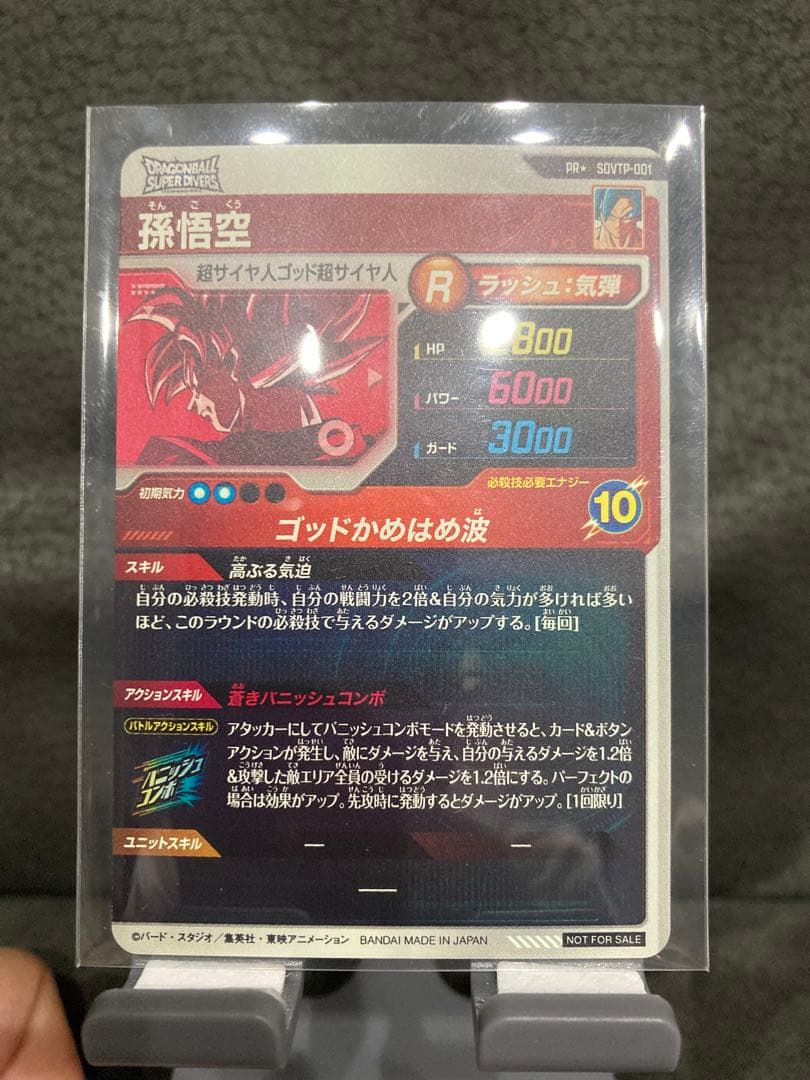 DRAGONBALL
SUPER DIVERS
PR★ SDVTP-001
そん ご くう
孫悟空
超サイヤ人ゴッド超サイヤ人
R ラッシュ:気弾
HP 800
パワー 6000
ガード 3000
初期気力
必殺技必要エナジー
10
は
ゴッドかめはめ波
スキル
たか き はく
高ぶる気迫
自分の必殺技発動時、自分の戦闘力を2倍&自分の気力が多ければ多い
ほど、このラウンドの必殺技で与えるダメージがアップする。[毎回]
アクションスキル
あお
蒼きバニッシュコンボ
バトルアクションスキル
バニッシュ
コンボ
アタッカーにしてバニッシュコンボモードを発動させると、カード&ボタン
アクションが発生し、敵にダメージを与え、自分の与えるダメージを1.2倍
&攻撃した敵エリア全員の受けるダメージを1.2倍にする。パーフェクトの
場合は効果がアップ。先攻時に発動するとダメージがアップ。[1回限り]
ユニットスキル
— —
—
©バード・スタジオ/集英社・東映アニメーション BANDAI MADE IN JAPAN
NOT FOR SALE